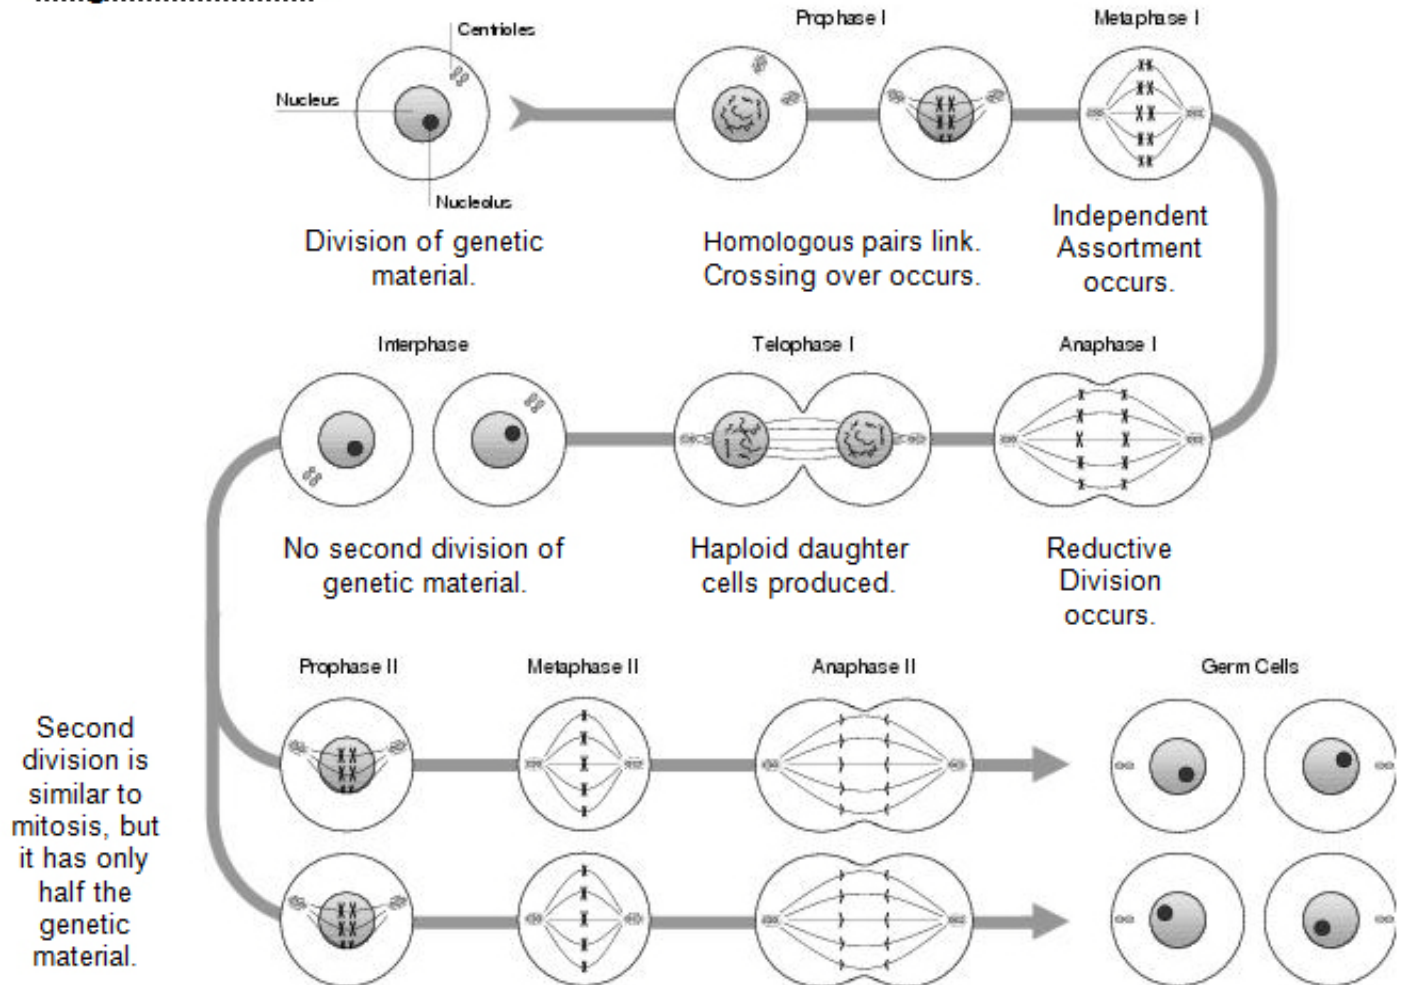 Centrioles
Prophase I
Metaphase I
Nucleus
Nucleolus
Division of genetic
material.
Homologous pairs link.
Crossing over occurs.
Independent
Assortment
occurs.
Interphase
Telophase I
Anaphase I
No second division of
genetic material.
Haploid daughter
cells produced.
Reductive
Division
occurs.
Prophase II
Metaphase II
Anaphase II
Germ Cells
Second
division is
similar to
mitosis, but
it has only
half the
genetic
material.